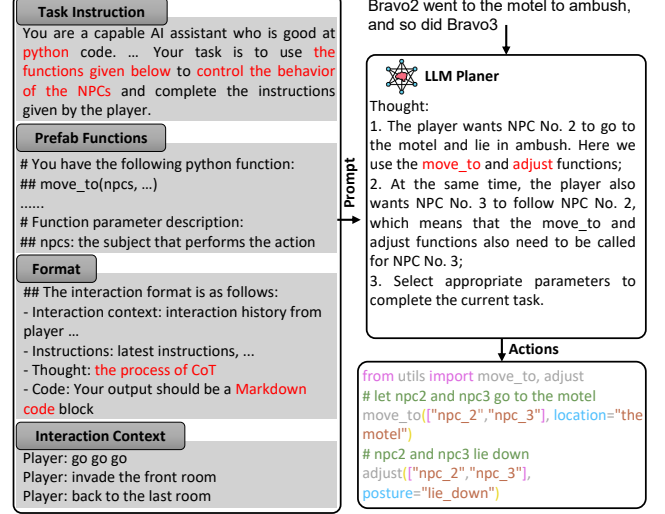 Task Instruction
You are a capable AI assistant who is good at
python code. ... Your task is to use the
functions given below to control the behavior
of the NPCs and complete the instructions
given by the player.
Prefab Functions
# You have the following python function:
## move_to(npcs, ...)
......
# Function parameter description:
## npcs: the subject that performs the action
Format
## The interaction format is as follows:
- Interaction context: interaction history from
player ...
- Instructions: latest instructions, ...
- Thought: the process of CoT
- Code: Your output should be a Markdown
code block
Interaction Context
Player: go go go
Player: invade the front room
Player: back to the last room
Prompt
Bravo2 went to the motel to ambush,
and so did Bravo3
LLM Planer
Thought:
1. The player wants NPC No. 2 to go to
the motel and lie in ambush. Here we
use the move_to and adjust functions;
2. At the same time, the player also
wants NPC No. 3 to follow NPC No. 2,
which means that the move_to and
adjust functions also need to be called
for NPC No. 3;
3. Select appropriate parameters to
complete the current task.
Actions
from utils import move_to, adjust
# let npc2 and npc3 go to the motel
move_to(["npc_2","npc_3"], location="the
motel")
# npc2 and npc3 lie down
adjust(["npc_2","npc_3"],
posture="lie_down")